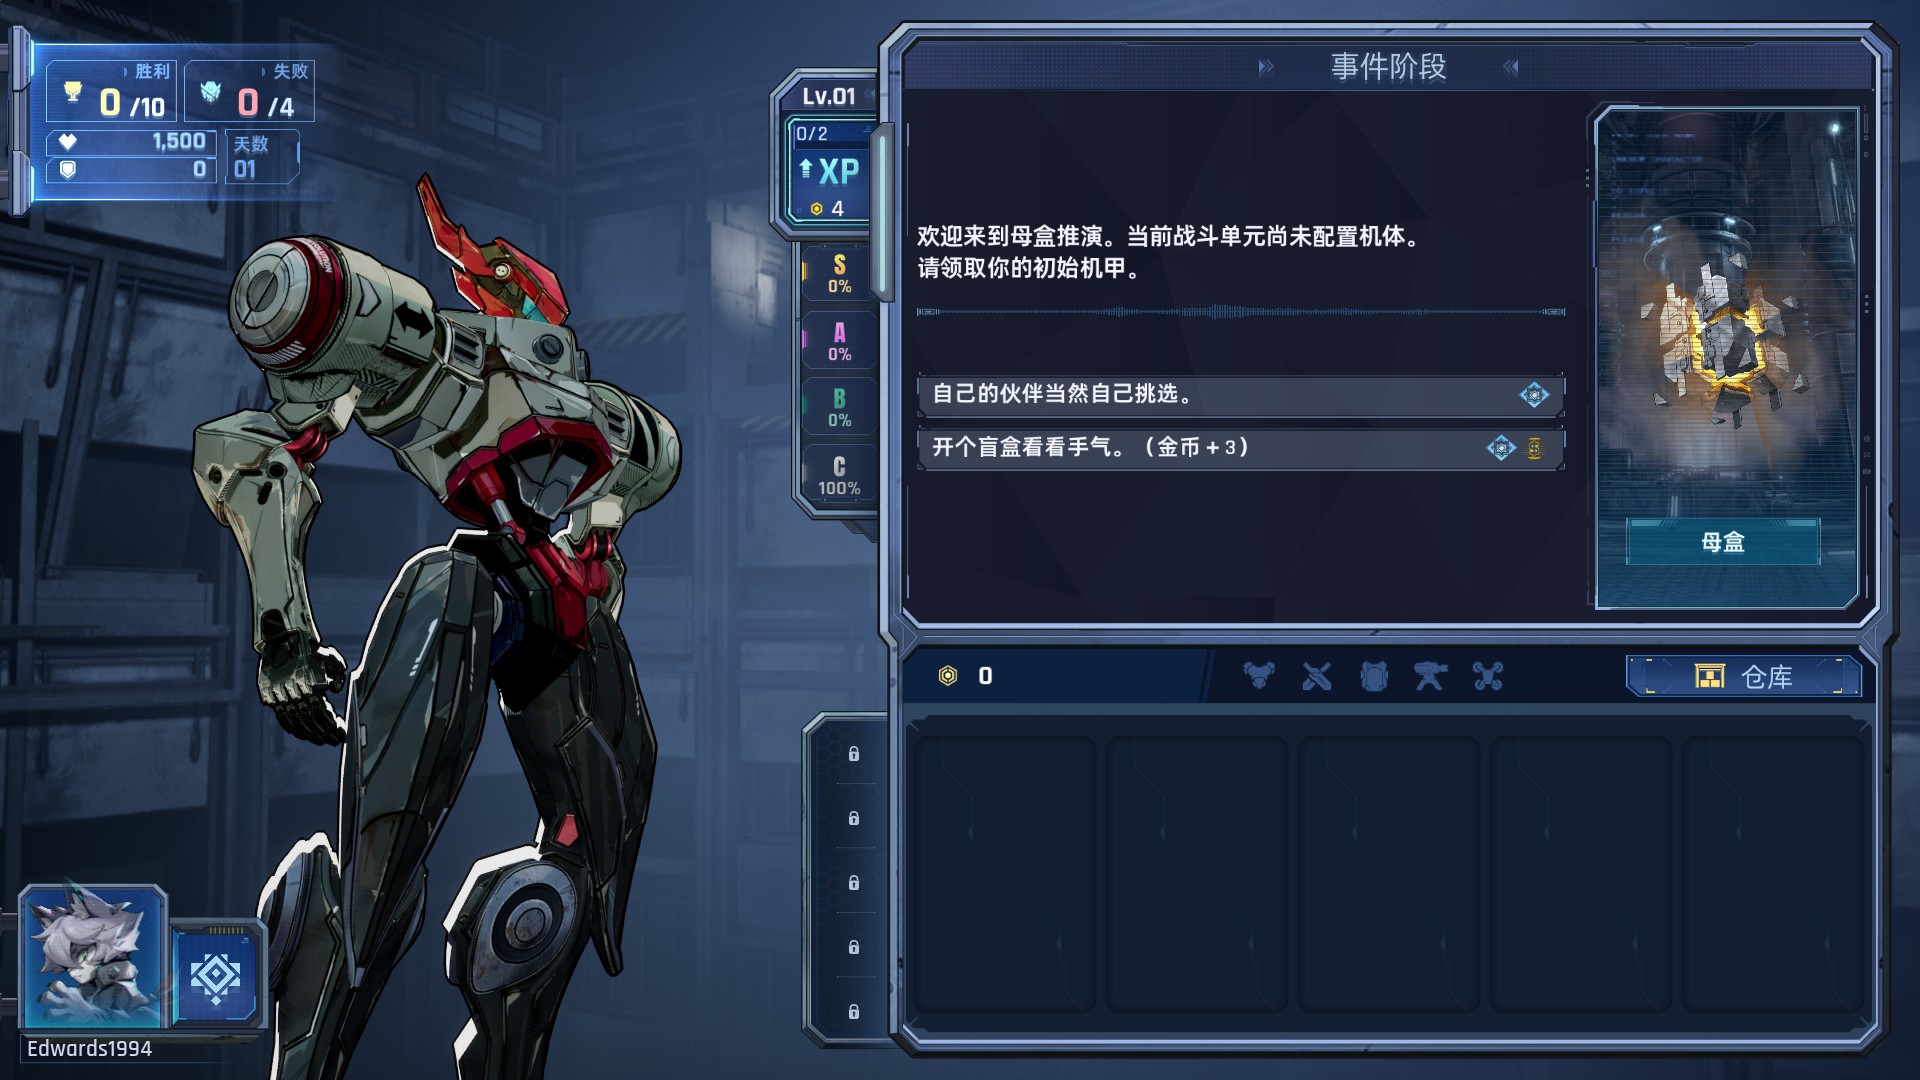 胜利
0 /10
失败
0 /4
1,500
0
天数
01
Lv.01
0/2
XP
4
S
0%
A
0%
B
0%
C
100%
事件阶段
欢迎来到母盒推演。当前战斗单元尚未配置机体。
请领取你的初始机甲。
自己的伙伴当然自己挑选。
开个盲盒看看手气。（金币+3）
母盒
0
仓库
Edwards1994